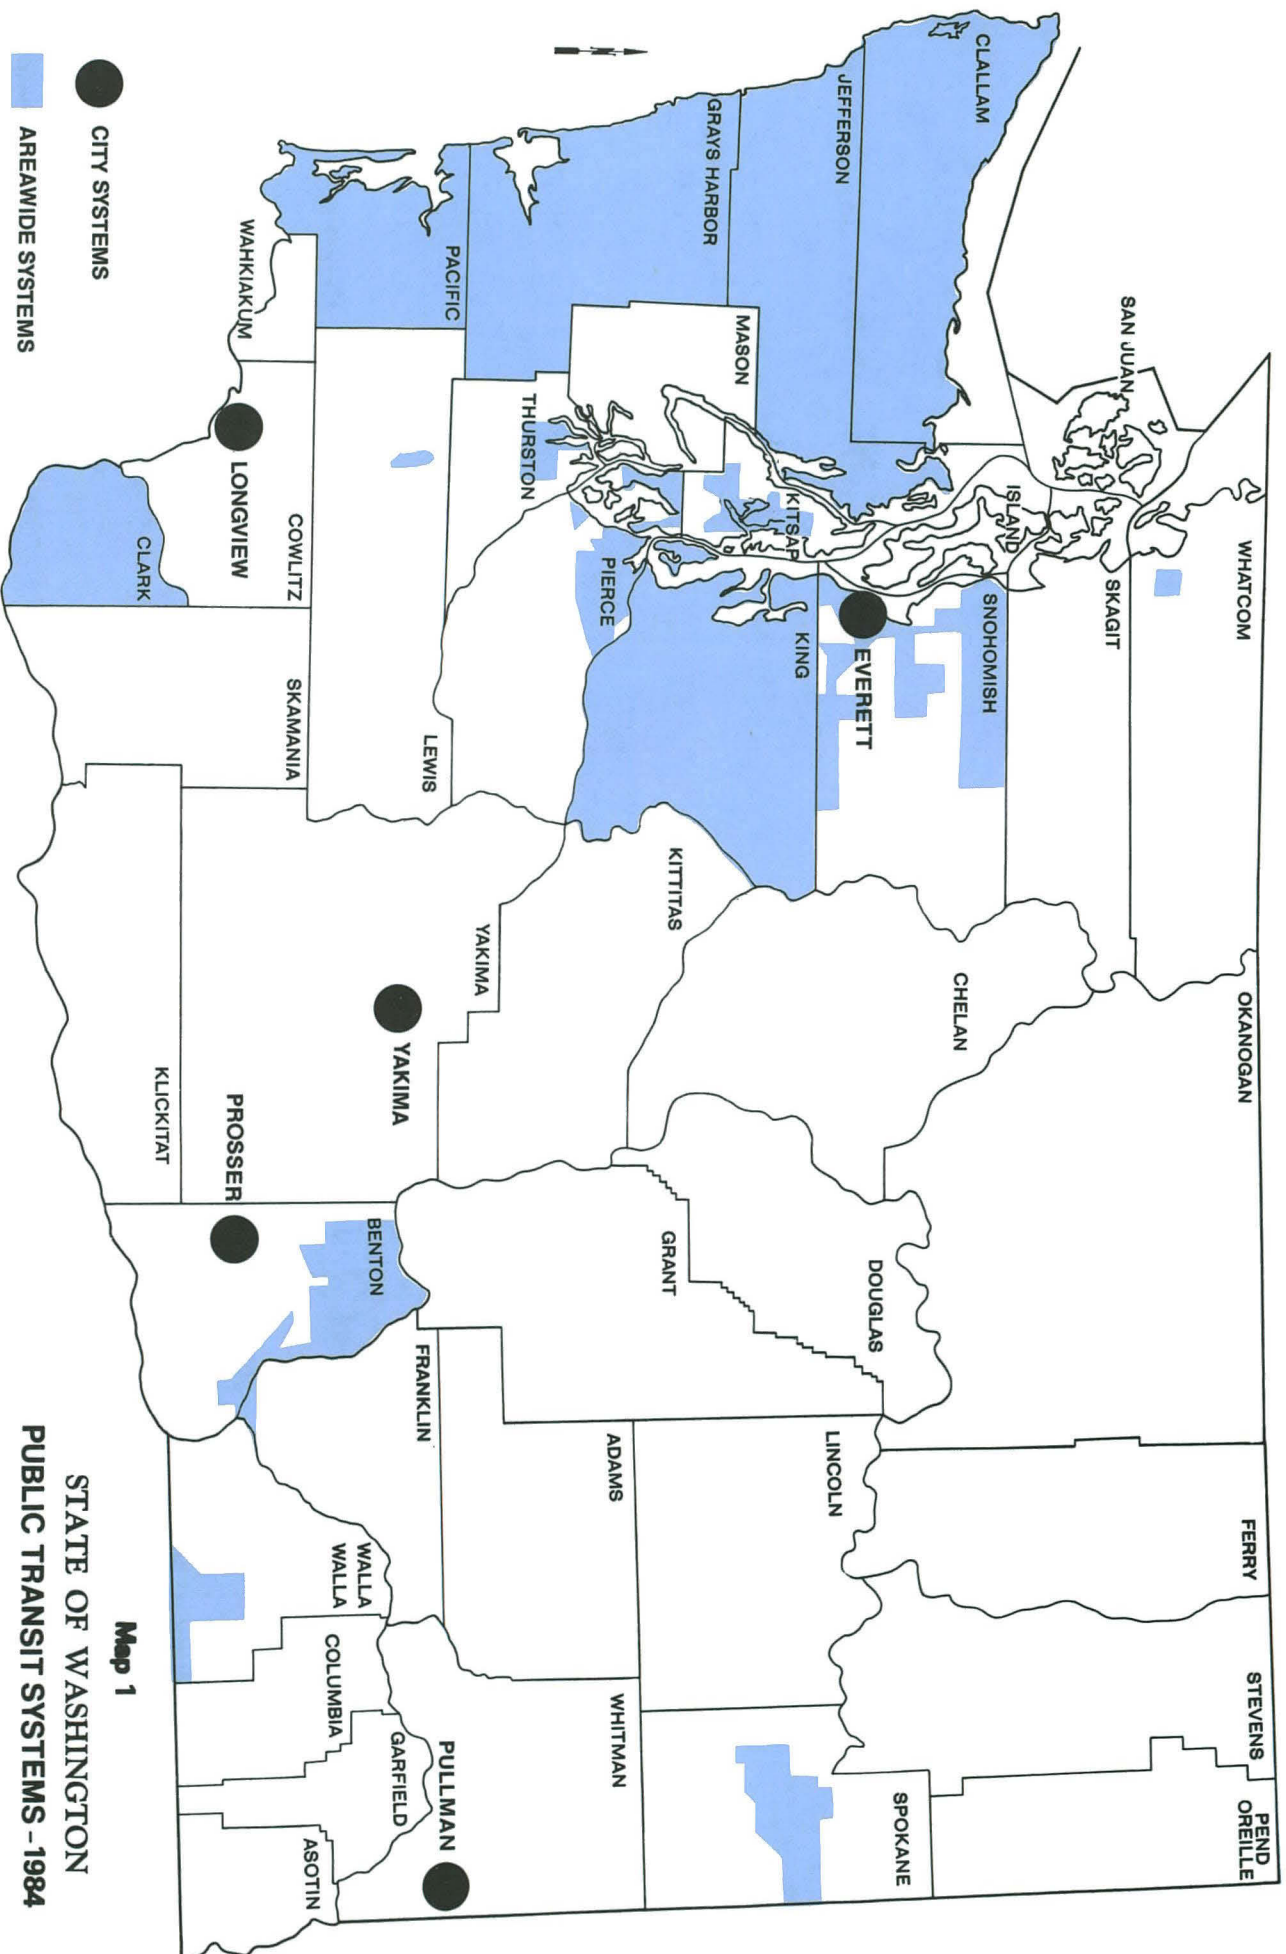 WHATCOM
OKANOGAN
FERRY
STEVENS
PEND
OREILLE
SAN JUAN
SKAGIT
ISLAND
CLALLAM
SNOHOMISH
CHELAN
JEFFERSON
EVERETT
DOUGLAS
LINCOLN
SPOKANE
KITSAP
KING
MASON
GRAYS HARBOR
KITTITAS
GRANT
ADAMS
WHITMAN
PIERCE
THURSTON
N
PACIFIC
LEWIS
YAKIMA
YAKIMA
BENTON
FRANKLIN
WALLA
WALLA
PULLMAN
GARFIELD
COLUMBIA
ASOTIN
WAHKIAKUM
LONGVIEW
COWLITZ
SKAMANIA
PROSSER
KLICKITAT
CLARK
CITY SYSTEMS
AREAWIDE SYSTEMS
Map 1
STATE OF WASHINGTON
PUBLIC TRANSIT SYSTEMS - 1984